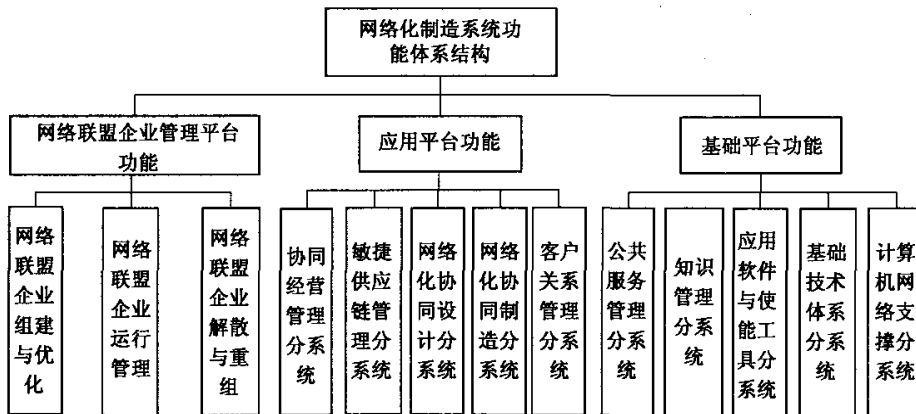 网络化制造系统功
能体系结构
网络联盟企业管理平台
功能
应用平台功能
基础平台功能
网络
联盟
企业
组建
与优
化
网络
联盟
企业
运行
管理
网络
联盟
企业
解散
与重
组
协同
经营
管理
分系
统
敏捷
供应
链管
理分
系统
网络
化协
同设
计分
系统
网络
化协
同制
造分
系统
客户
关系
管理
分系
统
公共
服务
管理
分系
统
知识
管理
分系
统
应用
软件
与使
能工
具分
系统
基础
技术
体系
分系
统
计算
机网
络支
撑分
系统